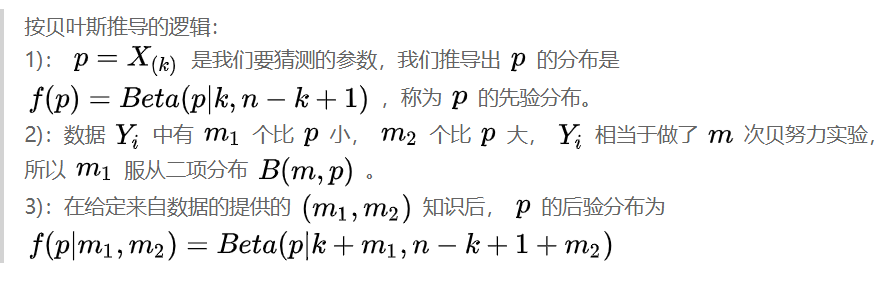 按贝叶斯推导的逻辑:
1): p = X_{(k)} 是我们要猜测的参数，我们推导出 p 的分布是
f(p) = Beta(p|k, n − k + 1) ，称为 p 的先验分布。
2): 数据 Y_i 中有 m_1 个比 p 小， m_2 个比 p 大， Y_i 相当于做了 m 次贝努力实验，
所以 m_1 服从二项分布 B(m, p) 。
3): 在给定来自数据的提供的 (m_1, m_2) 知识后， p 的后验分布为
f(p|m_1, m_2) = Beta(p|k + m_1, n − k + 1 + m_2)